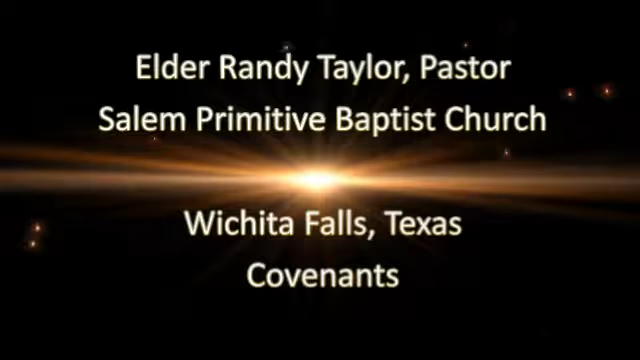 Elder Randy Taylor, Pastor
Salem Primitive Baptist Church
Wichita Falls, Texas
Covenants